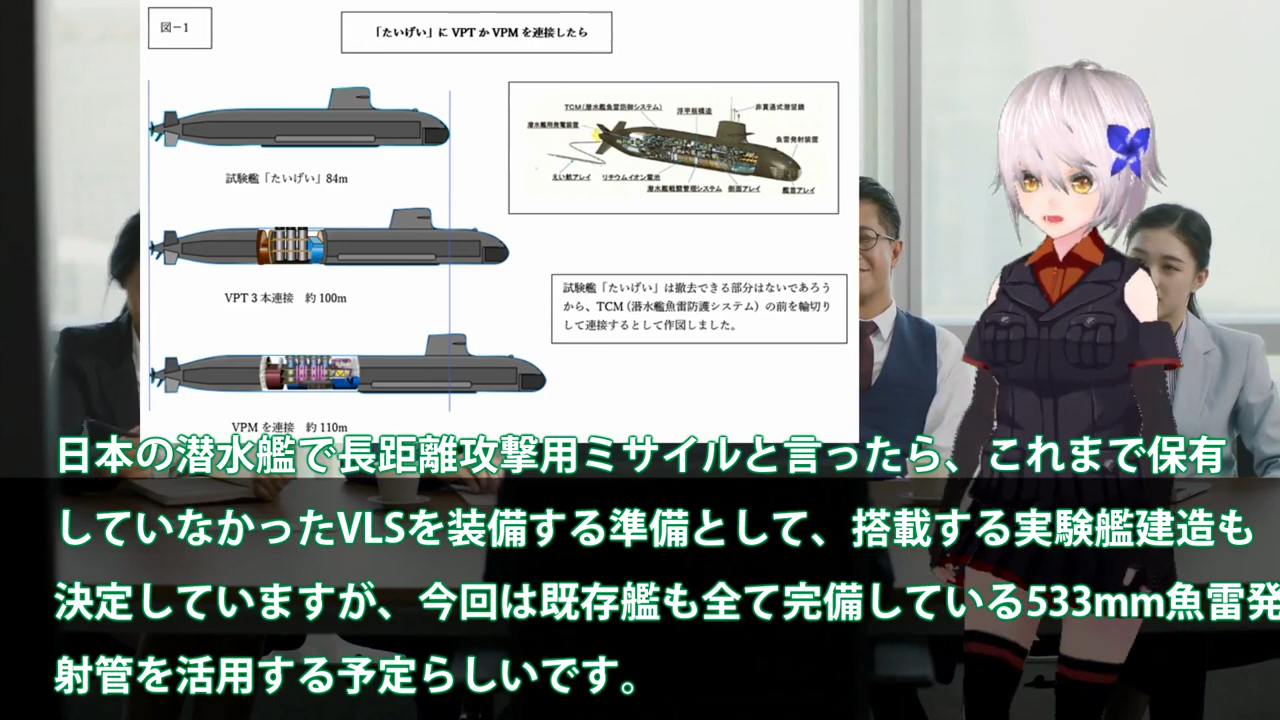 図－1
「たいげい」にVPTかVPMを連接したら
試験艦「たいげい」84m
TCM(潜水艦魚雷防御システム)
浮甲板構造
非貫通式潜望鏡
潜水艦用発電装置
魚雷発射装置
えい航アレイ
リチウムイオン電池
潜水艦戦闘管理システム
側面アレイ
艦首アレイ
VPT 3 本連接　約 100m
試験艦「たいげい」は撤去できる部分はないであろう
から、TCM（潜水艦魚雷防護システム）の前を輪切り
して連接するとして作図しました。
VPM を連接　約 110m
日本の潜水艦で長距離攻撃用ミサイルと言ったら、これまで保有
していなかったVLSを装備する準備として、搭載する実験艦建造も
決定していますが、今回は既存艦も全て完備している533mm魚雷発
射管を活用する予定らしいです。